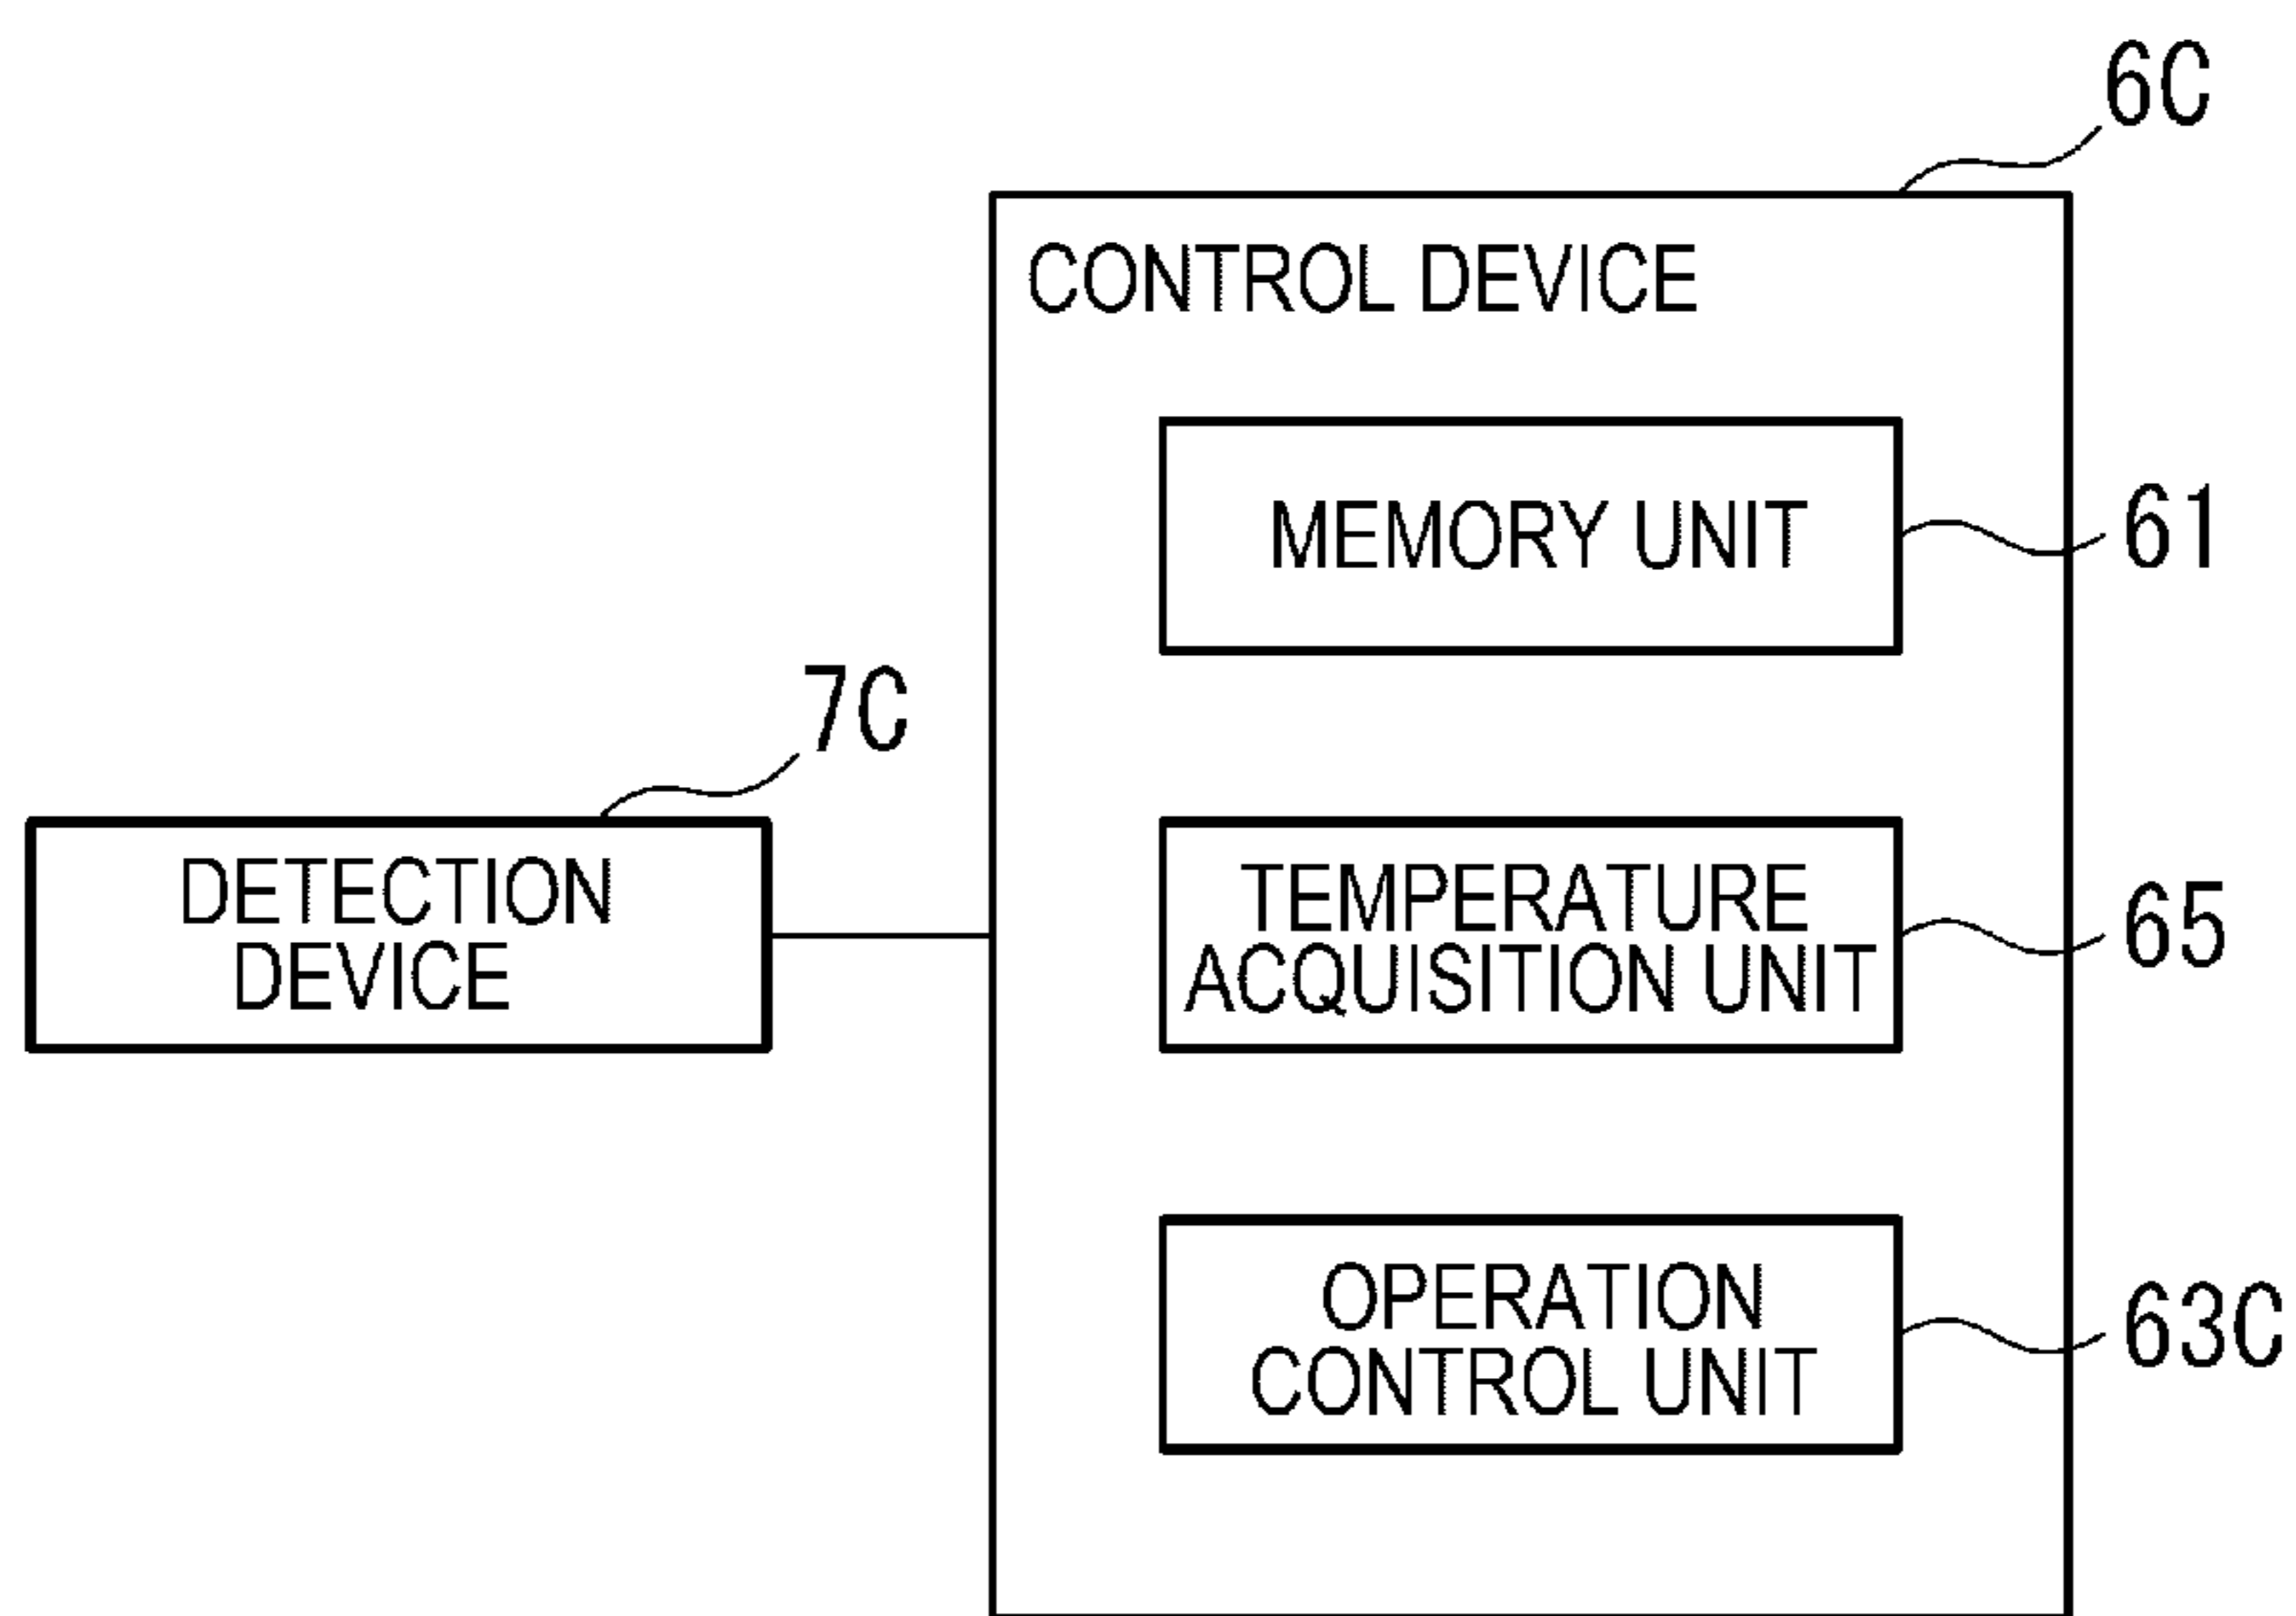 6C
CONTROL DEVICE
MEMORY UNIT
61
7C
DETECTION
DEVICE
TEMPERATURE
ACQUISITION UNIT
65
OPERATION
CONTROL UNIT
63C